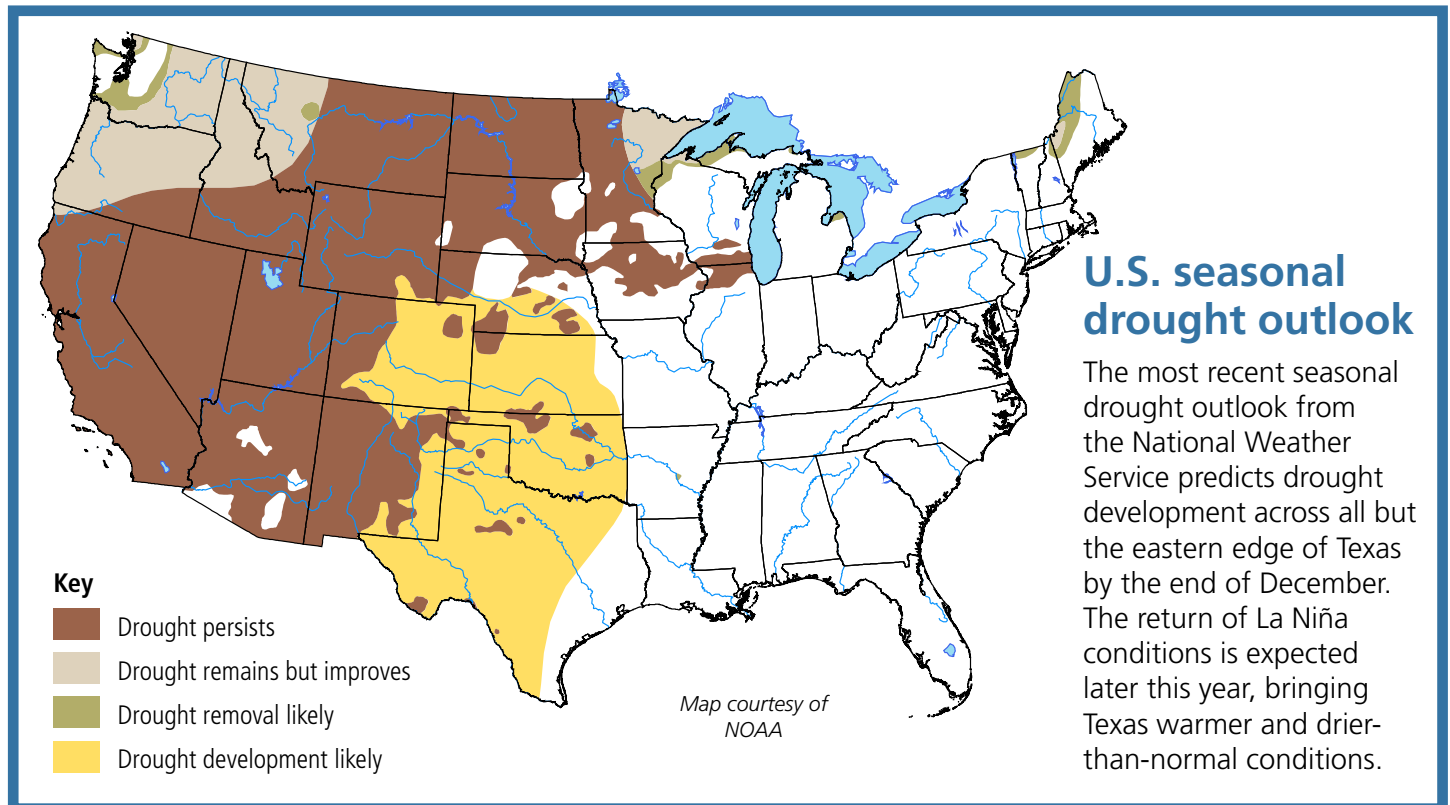 U.S. seasonal
drought outlook
The most recent seasonal
drought outlook from
the National Weather
Service predicts drought
development across all but
the eastern edge of Texas
by the end of December.
The return of La Niña
conditions is expected
later this year, bringing
Texas warmer and drier-
than-normal conditions.
Key
Drought persists
Drought remains but improves
Drought removal likely
Drought development likely
Map courtesy of
NOAA